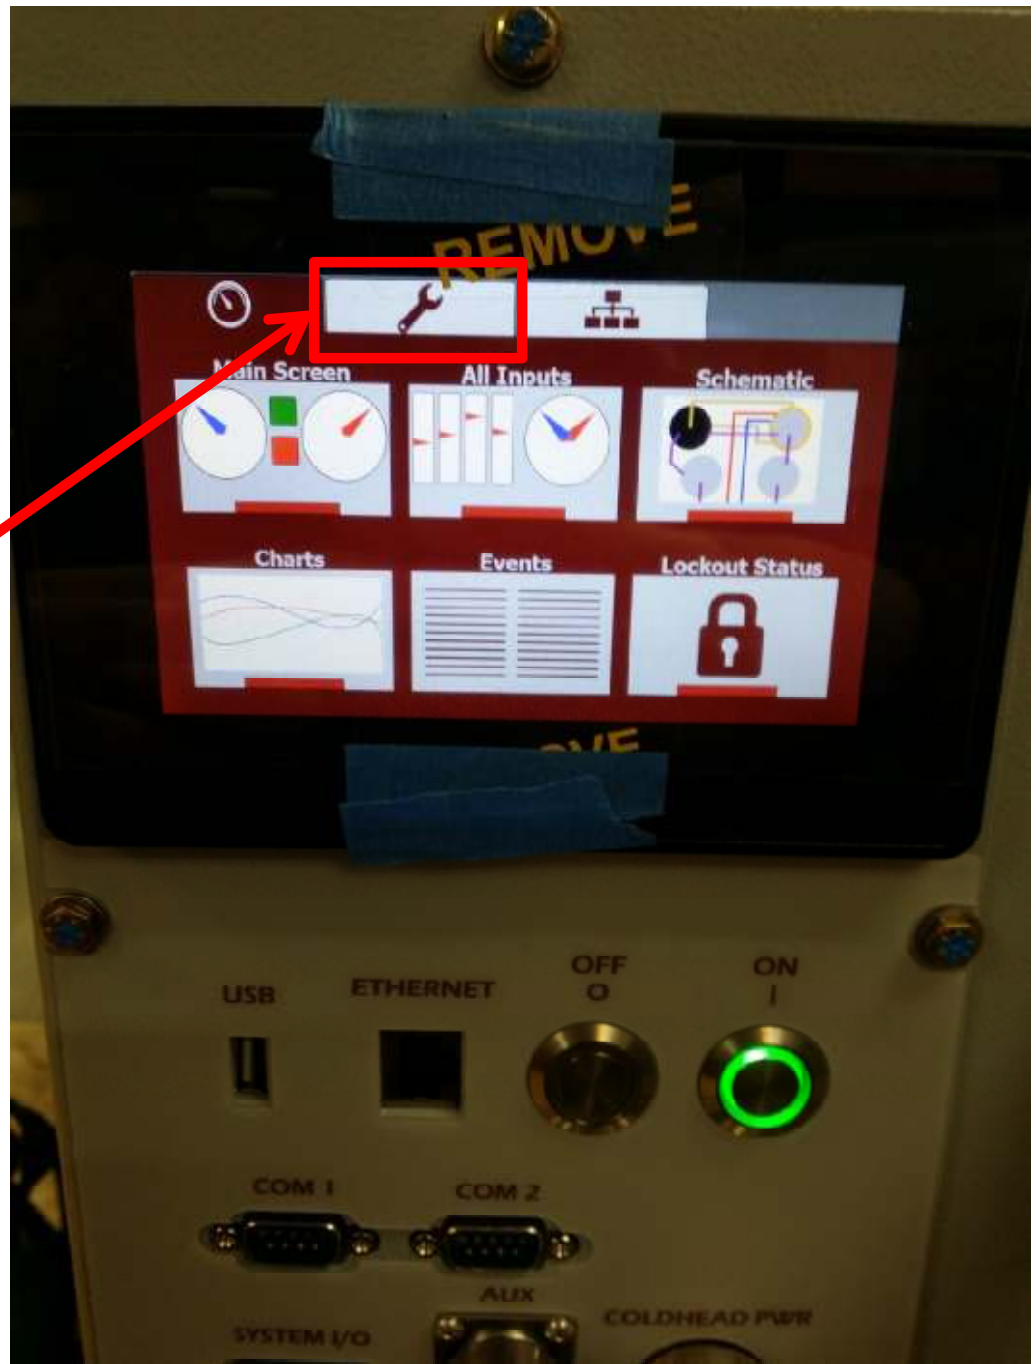 REMOVE
Main Screen
All Inputs
Schematic
Charts
Events
Lockout Status
OVE
USB
ETHERNET
OFF
O
ON
I
COM 1
COM 2
AUX
SYSTEM I/O
COLDHEAD PWR